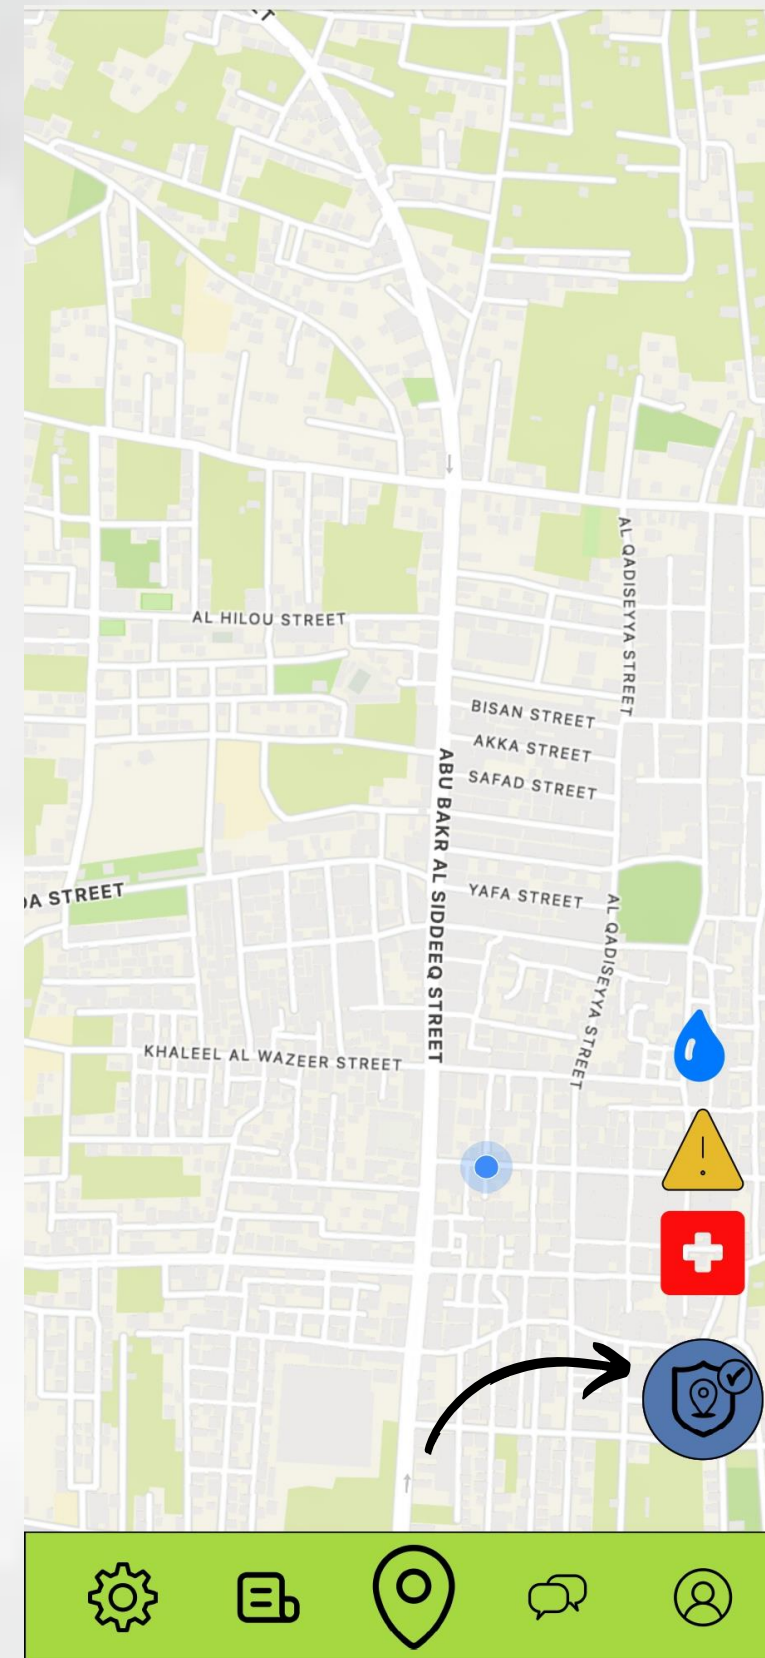 AL QADISEYYA STREET
AL HILOU STREET
BISAN STREET
AKKA STREET
SAFAD STREET
ABU BAKR AL SIDDEEQ STREET
YAFA STREET
DA STREET
AL QADISEYYA STREET
KHALEEL AL WAZEER STREET